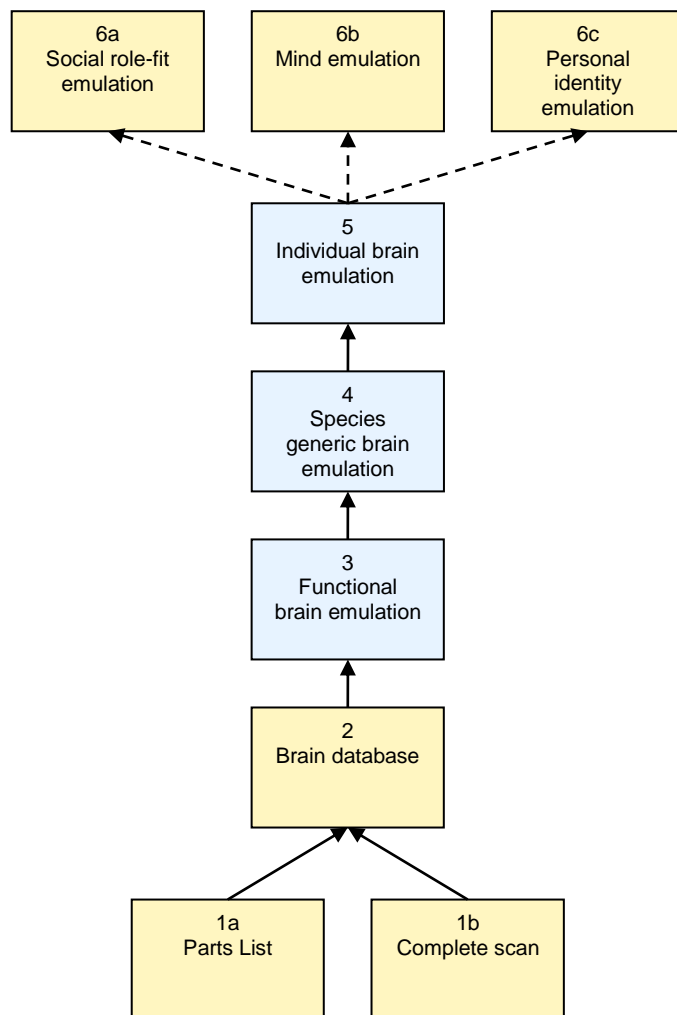 6a
Social role-fit
emulation
6b
Mind emulation
6c
Personal
identity
emulation
5
Individual brain
emulation
4
Species
generic brain
emulation
3
Functional
brain emulation
2
Brain database
1a
Parts List
1b
Complete scan